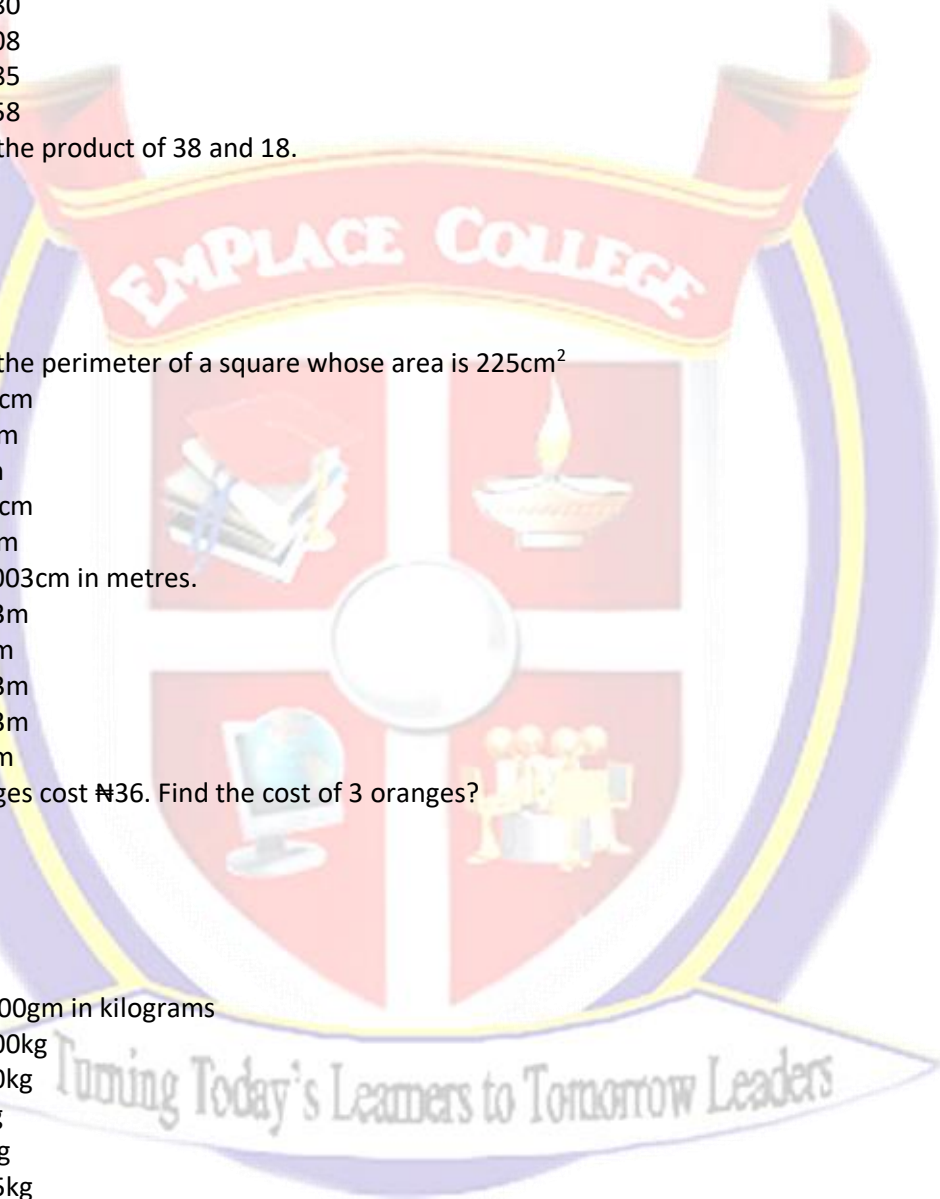 80
08
85
58
the product of 38 and 18.
EMPLACE COLLEGE
the perimeter of a square whose area is 225cm²
cm
m
cm
m
003cm in metres.
3m
m
3m
3m
m
ges cost ₦36. Find the cost of 3 oranges?
00gm in kilograms
00kg
0kg
g
g
5kg
Turning Today's Learners to Tomorrow Leaders